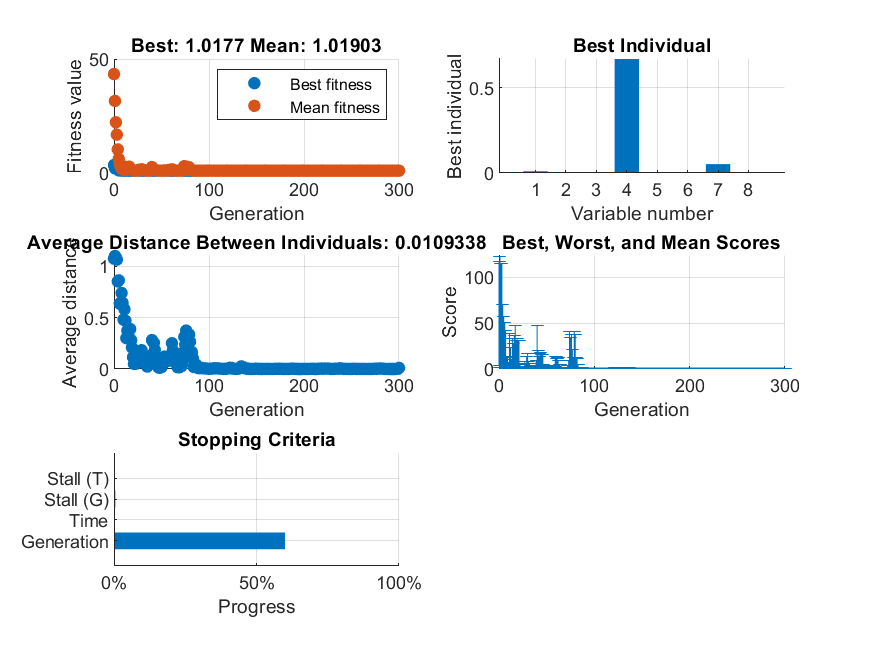 Best: 1.0177 Mean: 1.01903
Fitness value
50
0
Best fitness
Mean fitness
0 100 200 300
Generation
Best Individual
Best individual
0.5
0
1 2 3 4 5 6 7 8
Variable number
Average Distance Between Individuals: 0.0109338
Average distance
1
0.5
0
0 100 200 300
Generation
Best, Worst, and Mean Scores
Score
100
50
0
0 100 200 300
Generation
Stopping Criteria
Stall (T)
Stall (G)
Time
Generation
0% 50% 100%
Progress